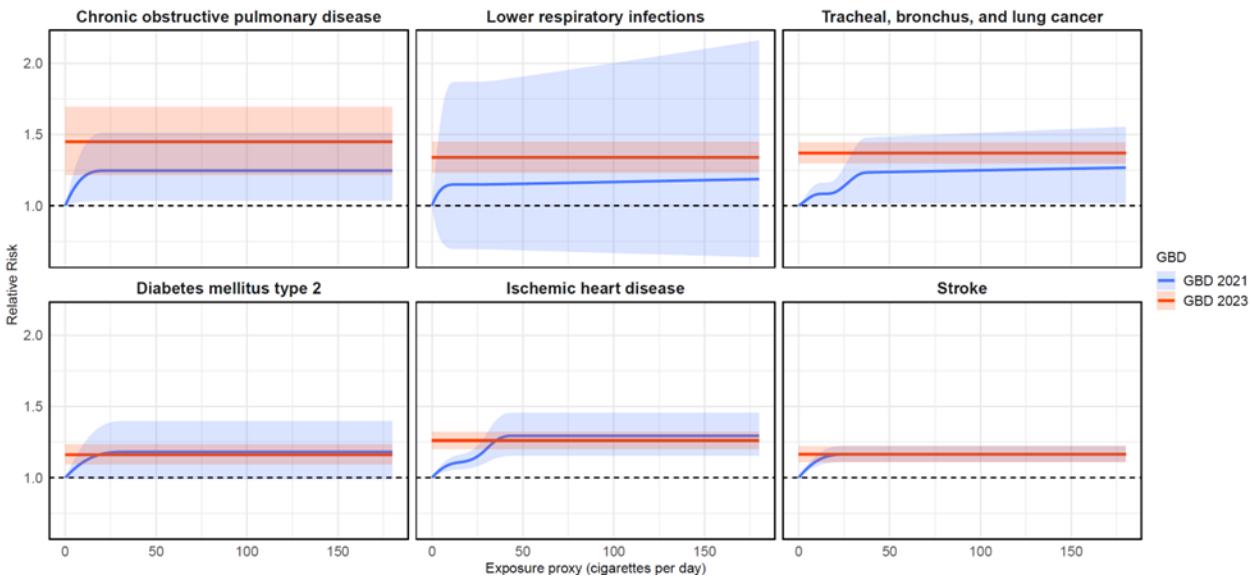 Chronic obstructive pulmonary disease
Lower respiratory infections
Tracheal, bronchus, and lung cancer
2.0
1.5
1.0
Relative Risk
Diabetes mellitus type 2
Ischemic heart disease
Stroke
2.0
1.5
1.0
GBD
GBD 2021
GBD 2023
0 50 100 150 0 50 100 150 0 50 100 150
Exposure proxy (cigarettes per day)